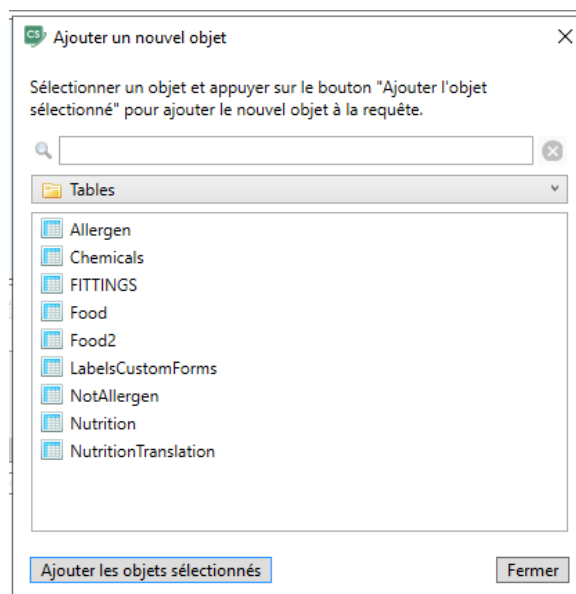 CS Ajouter un nouvel objet
Sélectionner un objet et appuyer sur le bouton "Ajouter l'objet
sélectionné" pour ajouter le nouvel objet à la requête.
Tables
Allergen
Chemicals
FITTINGS
Food
Food2
LabelsCustomForms
NotAllergen
Nutrition
NutritionTranslation
Ajouter les objets sélectionnés Fermer